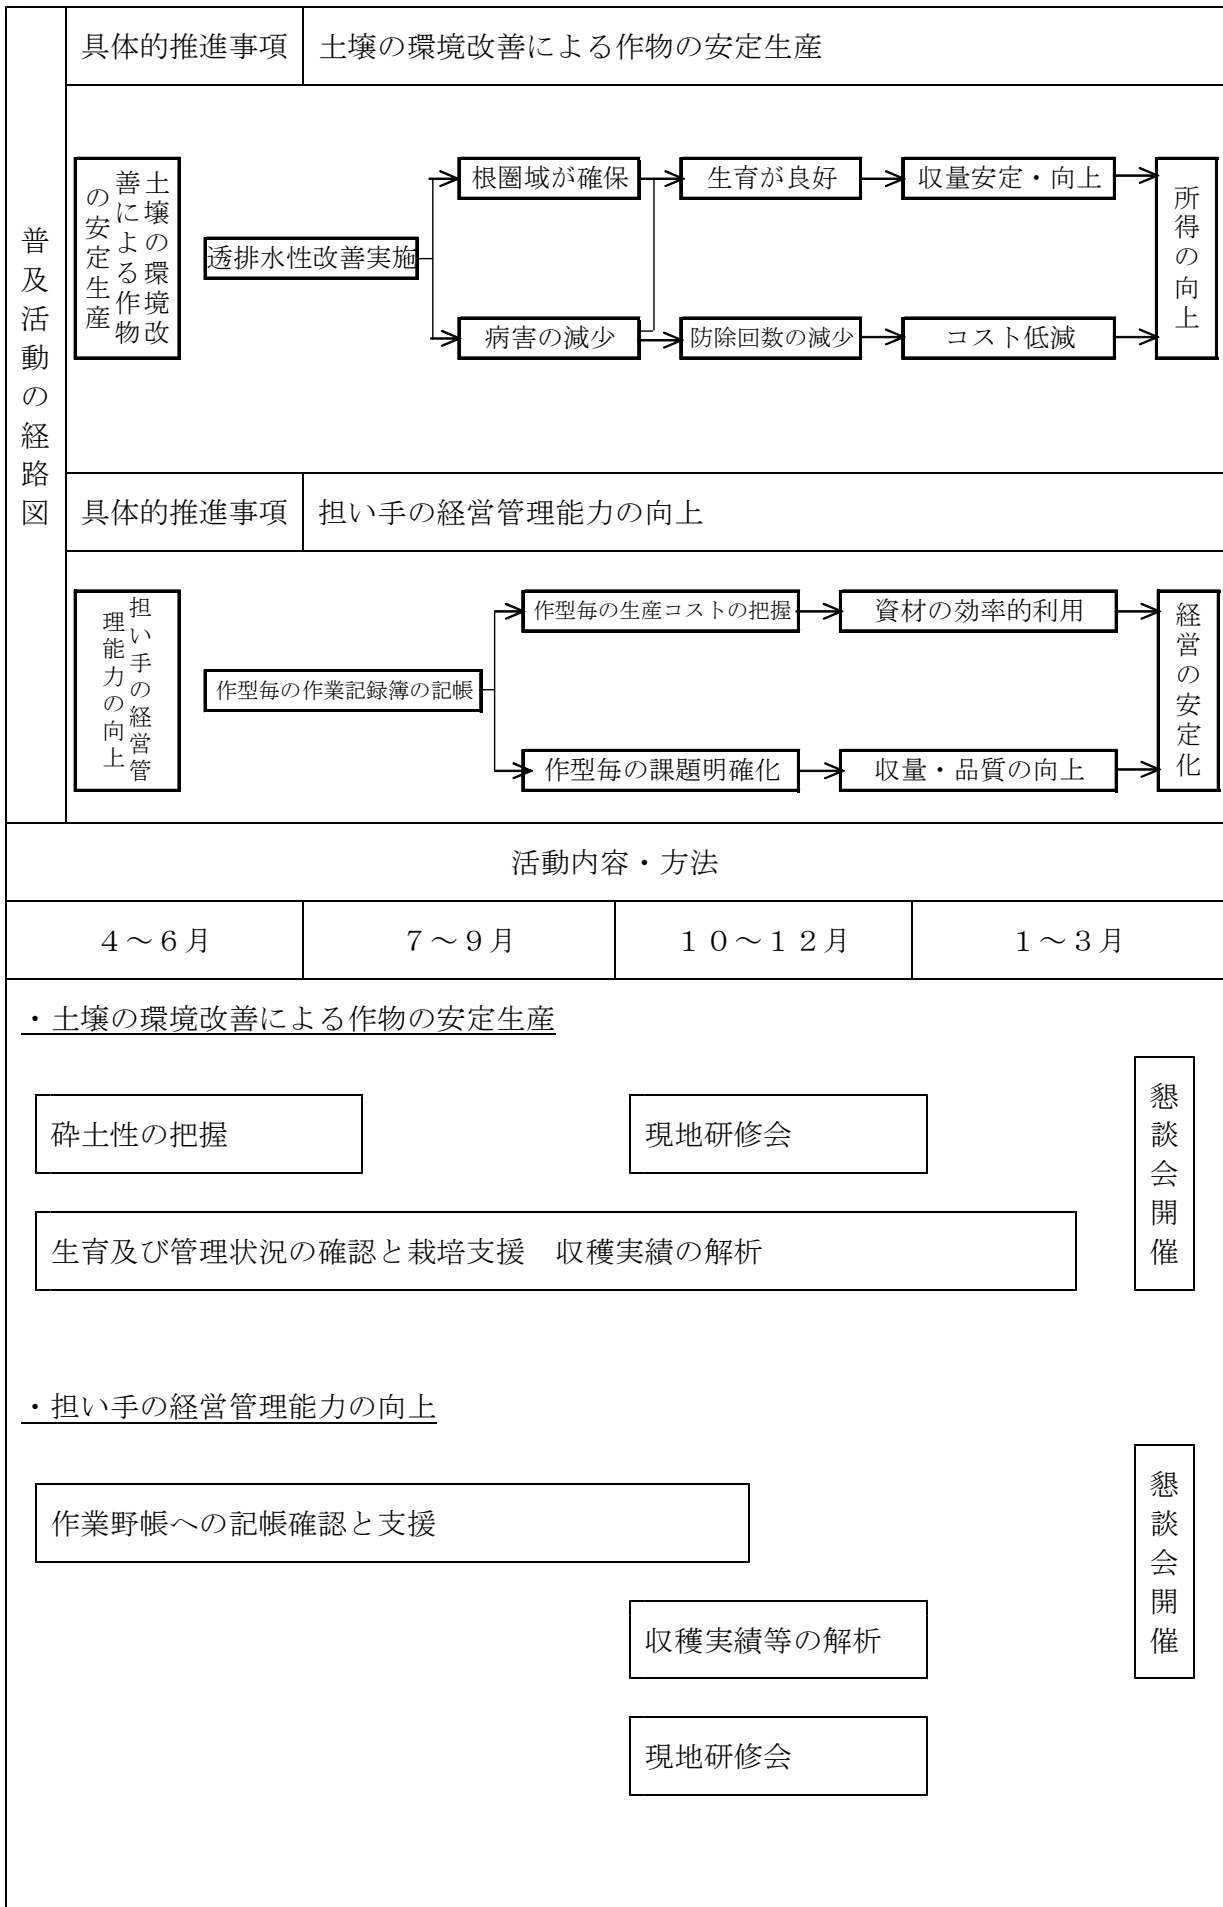 普及活動の経路図
具体的推進事項
土壌の環境改善による作物の安定生産
土壌の環境改
善による作物
の安定生産
透排水性改善実施
根圏域が確保
生育が良好
収量安定・向上
病害の減少
防除回数の減少
コスト低減
所得の向上
具体的推進事項
担い手の経営管理能力の向上
担い手の経営管
理能力の向上
作型毎の作業記録簿の記帳
作型毎の生産コストの把握
資材の効率的利用
作型毎の課題明確化
収量・品質の向上
経営の安定化
活動内容・方法
4～6月
7～9月
10～12月
1～3月
・土壌の環境改善による作物の安定生産
砕土性の把握
現地研修会
生育及び管理状況の確認と栽培支援　収穫実績の解析
懇談会開催
・担い手の経営管理能力の向上
作業野帳への記帳確認と支援
収穫実績等の解析
現地研修会
懇談会開催